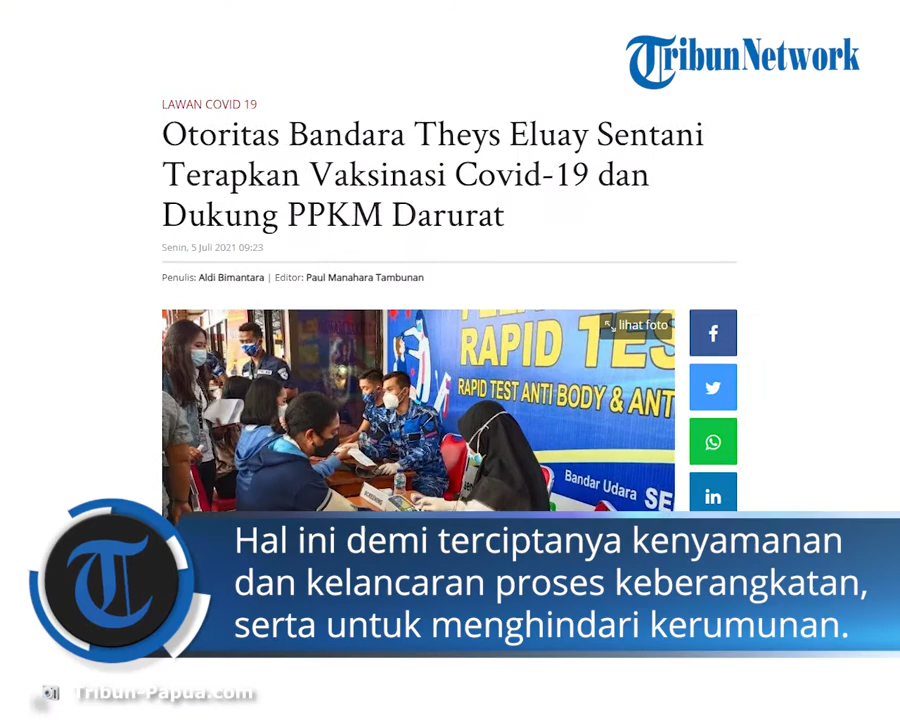 Tribun Network
LAWAN COVID 19
Otoritas Bandara Theys Eluay Sentani
Terapkan Vaksinasi Covid-19 dan
Dukung PPKM Darurat
Senin, 5 Juli 2021 09:23
Penulis: Aldi Bimantara | Editor: Paul Manahara Tambunan
lihat foto
RAPID TES
RAPID TEST ANTI BODY & ANT
Bandar Udara SE
SCREENING
Hal ini demi terciptanya kenyamanan
dan kelancaran proses keberangkatan,
serta untuk menghindari kerumunan.
Tribun-Papua.com